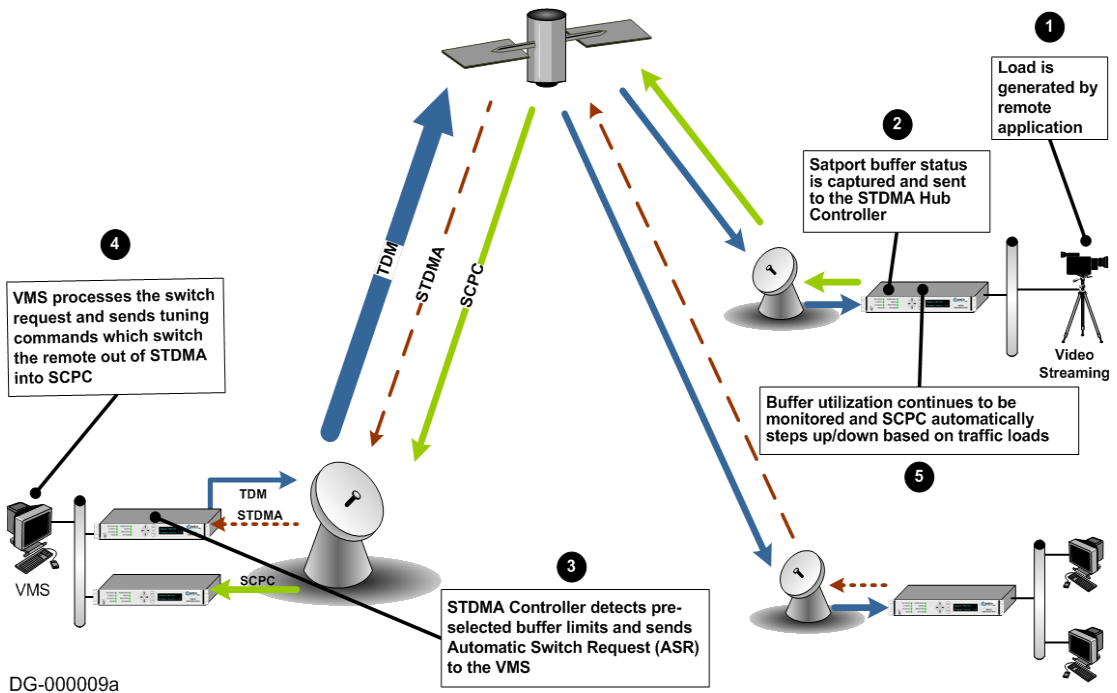 1
Load is
generated by
remote
application
2
Satport buffer status
is captured and sent
to the STDMA Hub
Controller
4
VMS processes the switch
request and sends tuning
commands which switch
the remote out of STDMA
into SCPC
TDM
STDMA
SCPC
Video
Streaming
Buffer utilization continues to be
monitored and SCPC automatically
steps up/down based on traffic loads
5
TDM
STDMA
SCPC
VMS
3
STDMA Controller detects pre-
selected buffer limits and sends
Automatic Switch Request (ASR)
to the VMS
DG-000009a